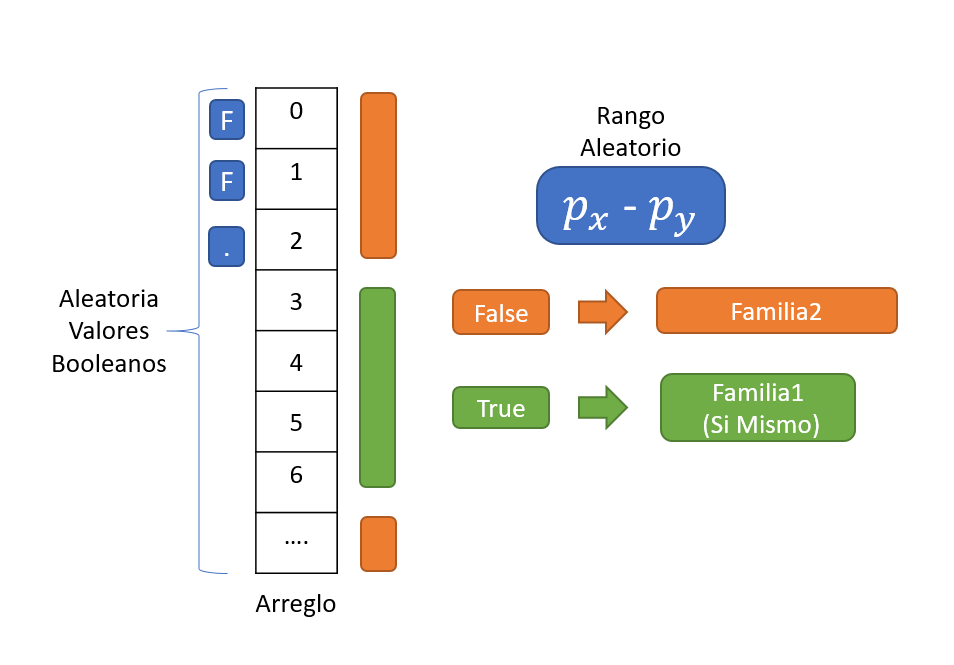 F
F
.
Aleatoria
Valores
Booleanos
0
1
2
3
4
5
6
....
Arreglo
Rango
Aleatorio
pₓ - p_y
False
Familia2
True
Familia1
(Si Mismo)